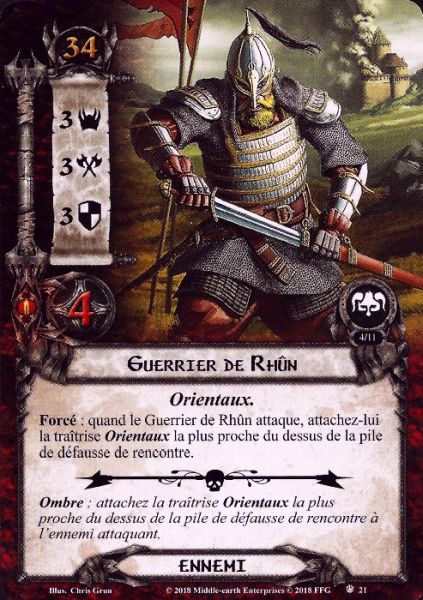 34
3
3
3
4
4/11
Guerrier de Rhûn
Orientaux.
Forcé : quand le Guerrier de Rhûn attaque, attachez-lui
la traîtrise Orientaux la plus proche du dessus de la pile
de défausse de rencontre.
Ombre : attachez la traîtrise Orientaux la plus
proche du dessus de la pile de défausse de rencontre à
l'ennemi attaquant.
ENNEMI
Illus. Chris Grun © 2018 Middle-earth Enterprises © 2018 FFG 21